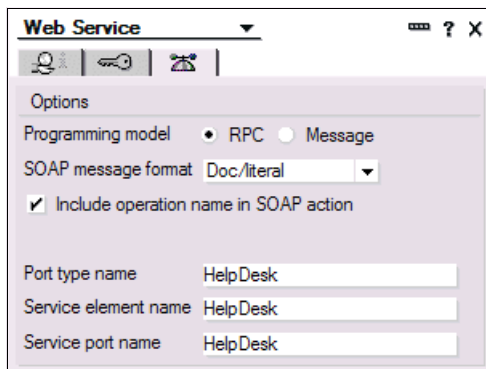 Web Service
?
X
Options
Programming model RPC Message
SOAP message format Doc/literal
Include operation name in SOAP action
Port type name HelpDesk
Service element name HelpDesk
Service port name HelpDesk